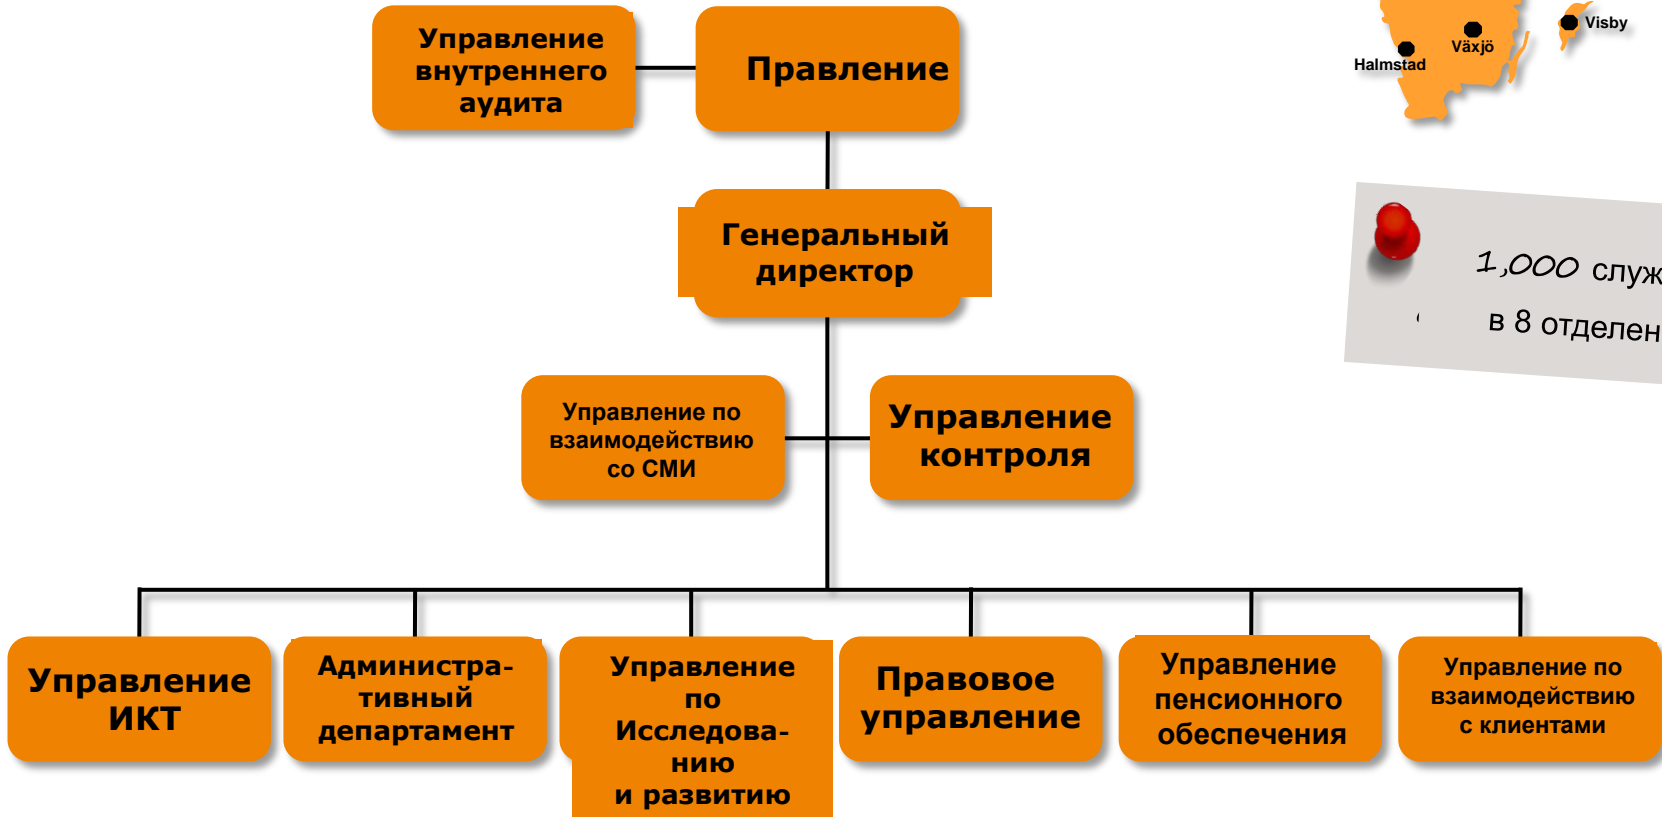 Управление
внутреннего
аудита
Правление
Visby
Växjö
Halmstad
Генеральный
директор
1,000
в 8
Управление по
взаимодействию
со СМИ
Управление
контроля
Управление
ИКТ
Администра-
тивный
департамент
Управление
по
Исследова-
нию
и развитию
Правовое
управление
Управление
пенсионного
обеспечения
Управление по
взаимодействию
с клиентами